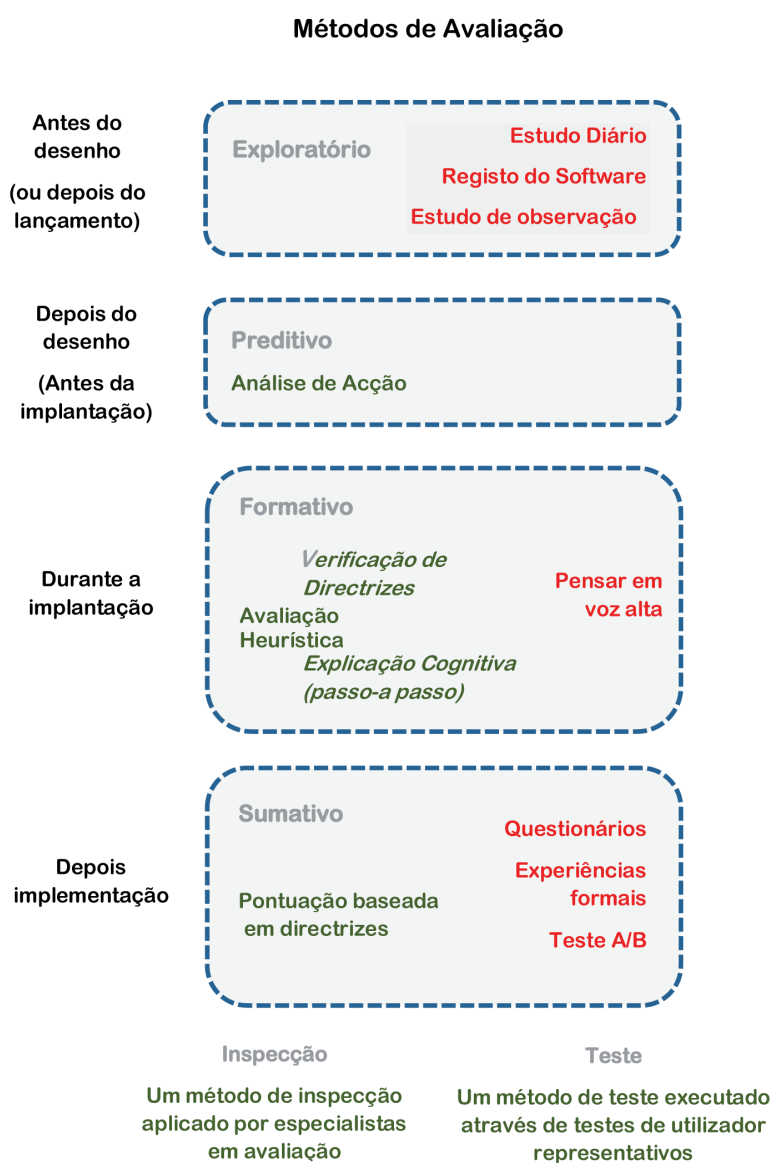 Métodos de Avaliação
Antes do
desenho
(ou depois do
lançamento)
Exploratório
Estudo Diário
Registo do Software
Estudo de observação
Depois do
desenho
(Antes da
implantação)
Preditivo
Análise de Acção
Durante a
implantação
Formativo
Verificação de
Directrizes
Avaliação
Heurística
Explicação Cognitiva
(passo-a passo)
Pensar em
voz alta
Depois
implementação
Sumativo
Pontuação baseada
em directrizes
Questionários
Experiências
formais
Teste A/B
Inspecção
Um método de inspecção
aplicado por especialistas
em avaliação
Teste
Um método de teste executado
através de testes de utilizador
representativos